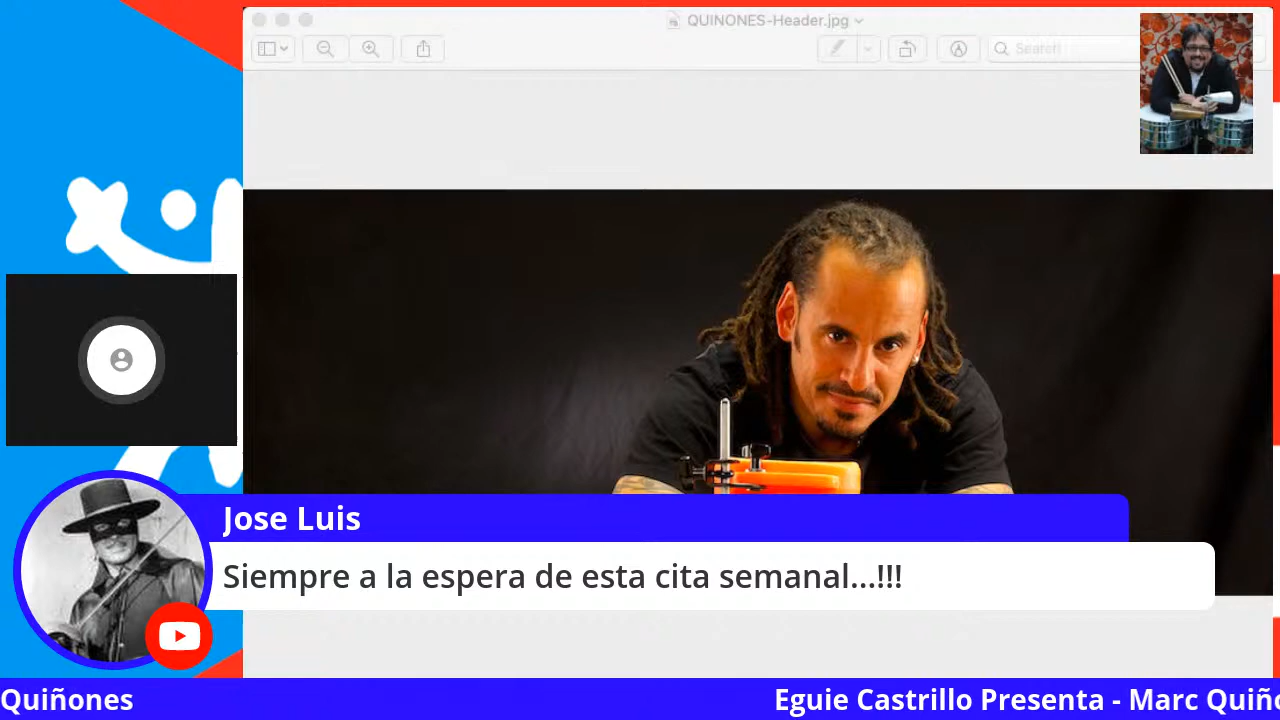 QUINONES-Header.jpg
Search
Jose Luis
Siempre a la espera de esta cita semanal...!!!
Quiñones
Eguie Castrillo Presenta - Marc Quiño